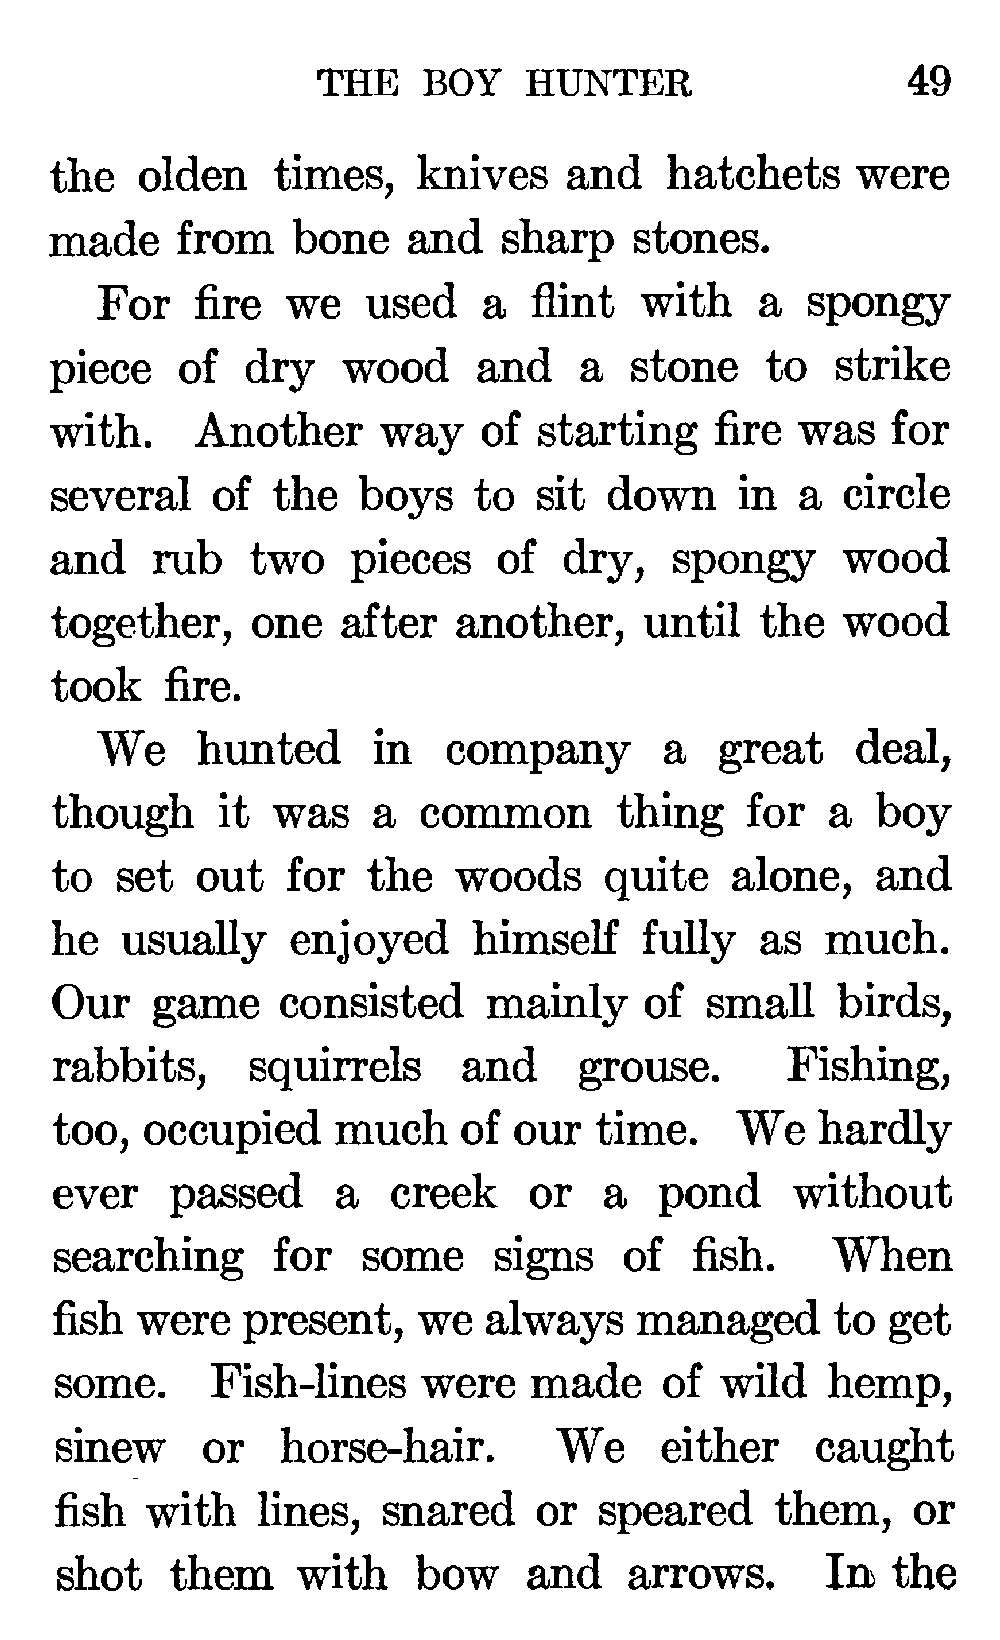 THE BOY HUNTER 49
the olden times, knives and hatchets were
made from bone and sharp stones.
For fire we used a flint with a spongy
piece of dry wood and a stone to strike
with. Another way of starting fire was for
several of the boys to sit down in a circle
and rub two pieces of dry, spongy wood
together, one after another, until the wood
took fire.
We hunted in company a great deal,
though it was a common thing for a boy
to set out for the woods quite alone, and
he usually enjoyed himself fully as much.
Our game consisted mainly of small birds,
rabbits, squirrels and grouse. Fishing,
too, occupied much of our time. We hardly
ever passed a creek or a pond without
searching for some signs of fish. When
fish were present, we always managed to get
some. Fish-lines were made of wild hemp,
sinew or horse-hair. We either caught
fish with lines, snared or speared them, or
shot them with bow and arrows. In the